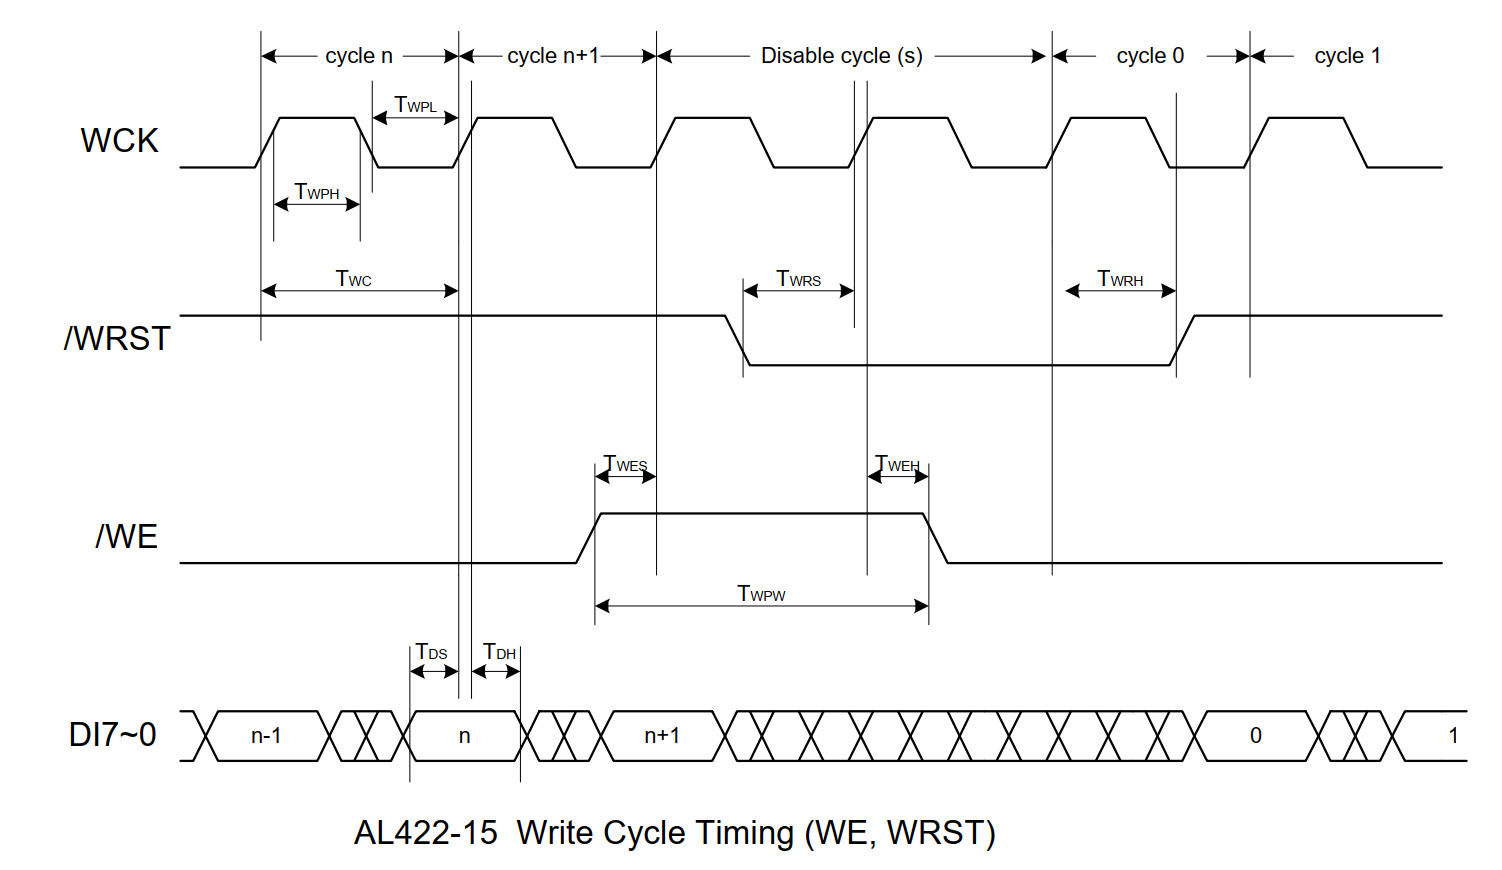 cycle n cycle n+1 Disable cycle (s) cycle 0 cycle 1
TWPL
WCK
TWPH
TWC TWRS TWRH
/WRST
TWES TWEH
/WE
TWPW
TDS TDH
DI7~0 n-1 n n+1 0 1
AL422-15 Write Cycle Timing (WE, WRST)